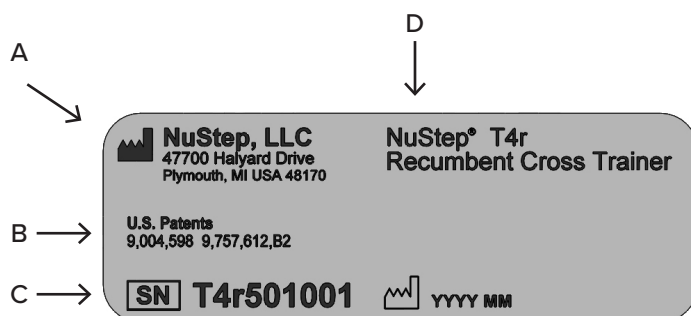 A
D
NuStep, LLC
47700 Halyard Drive
Plymouth, MI USA 48170
NuStep® T4r
Recumbent Cross Trainer
B
U.S. Patents
9,004,598 9,757,612,B2
C
SN T4r501001 YYYY MM